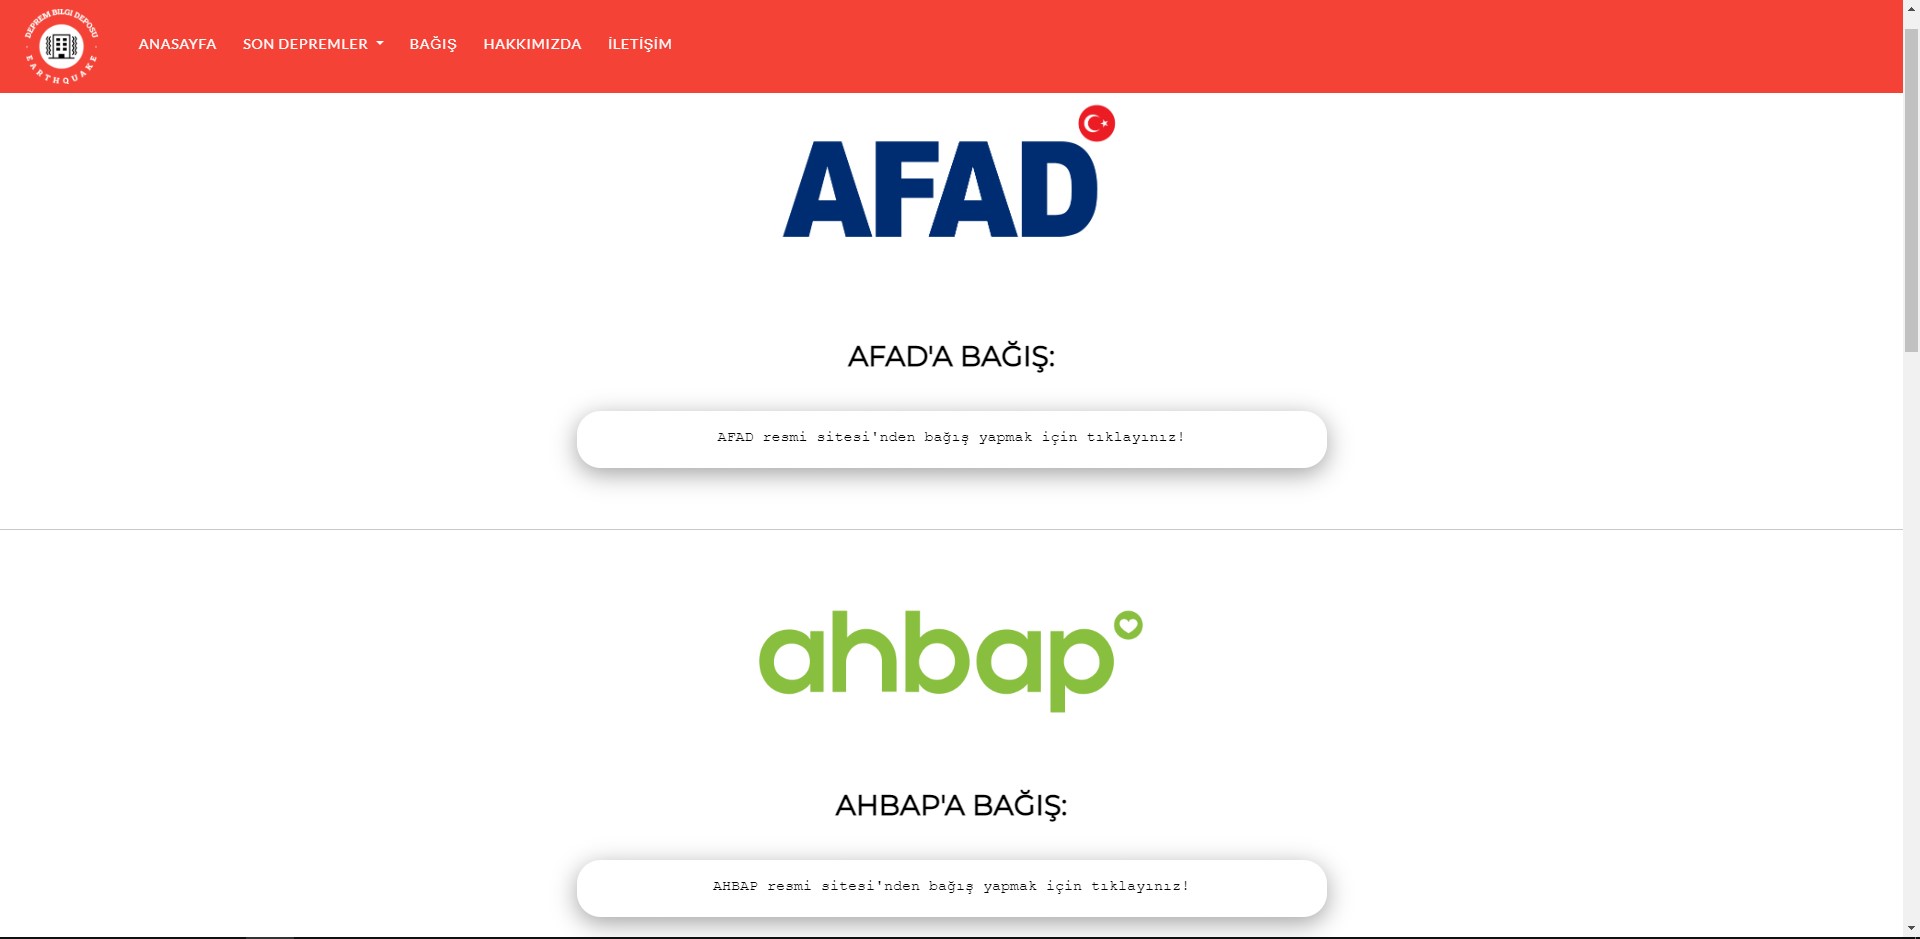 DEPREM BILGI DEPOSU
EARTHQUAKE
ANASAYFA SON DEPREMLER BAĞIŞ HAKKIMIZDA İLETİŞİM
AFAD
AFAD'A BAĞIŞ:
AFAD resmi sitesi'nden bağış yapmak için tıklayınız!
ahbap
AHBAP'A BAĞIŞ:
AHBAP resmi sitesi'nden bağış yapmak için tıklayınız!